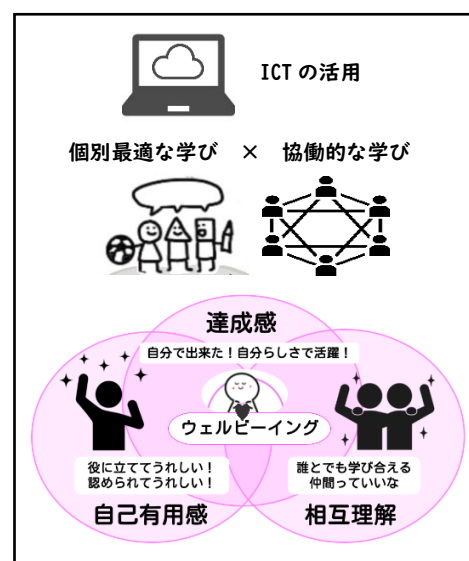 ICTの活用
個別最適な学び × 協働的な学び
達成感
自分で出来た！自分らしさで活躍！
ウェルビーイング
役に立ててうれしい！
認められてうれしい！
誰とでも学び合える
仲間っていいな
自己有用感
相互理解